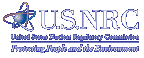 U.S.NRC
United States Nuclear Regulatory Commission
Protecting People and the Environment